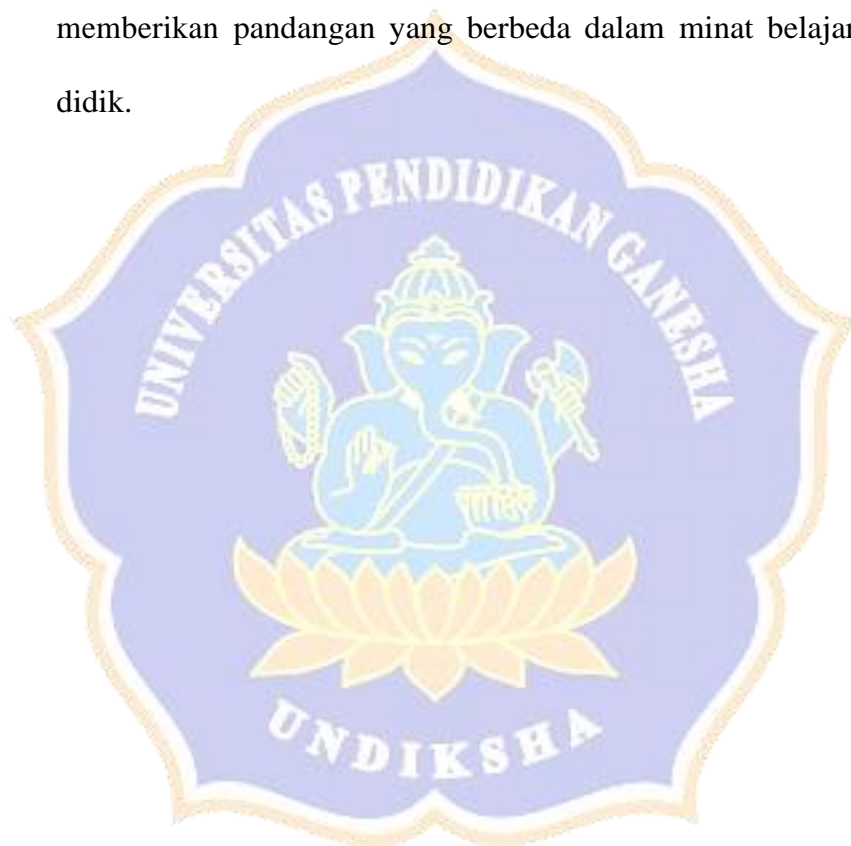 memberikan pandangan yang berbeda dalam minat belajar
didik.
UNIVERSITAS PENDIDIKAN GANESHA
UNDIKSHA